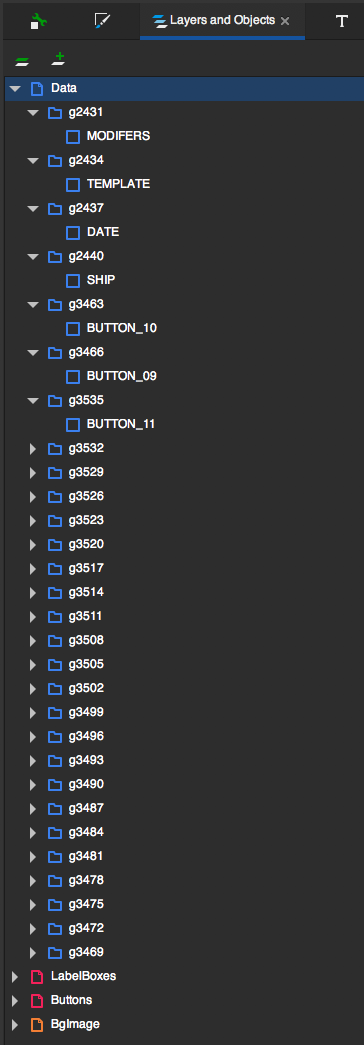 Layers and Objects
T
Data
g2431
MODIFERS
g2434
TEMPLATE
g2437
DATE
g2440
SHIP
g3463
BUTTON_10
g3466
BUTTON_09
g3535
BUTTON_11
g3532
g3529
g3526
g3523
g3520
g3517
g3514
g3511
g3508
g3505
g3502
g3499
g3496
g3493
g3490
g3487
g3484
g3481
g3478
g3475
g3472
g3469
LabelBoxes
Buttons
BgImage